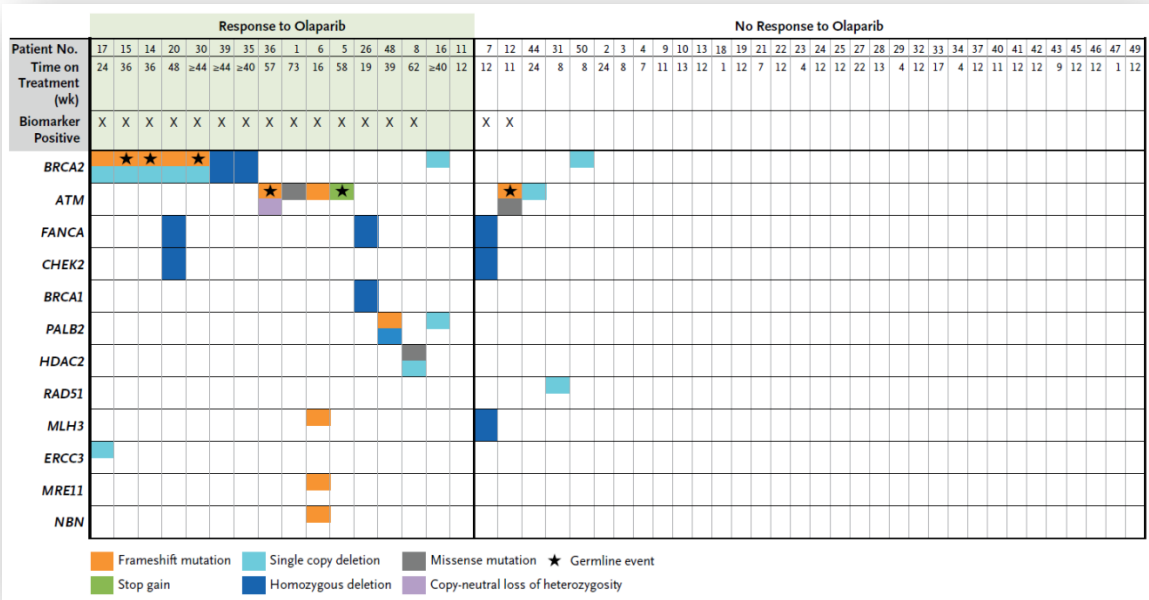 Response to Olaparib No Response to Olaparib
Patient No. 17 15 14 20 30 39 35 36 1 6 5 26 48 8 16 11 7 12 44 31 50 2 3 4 9 10 13 18 19 21 22 23 24 25 27 28 29 32 33 34 37 40 41 42 43 45 46 47 49
Time on 24 36 36 48 ≥44 ≥44 ≥40 57 73 16 58 19 39 62 ≥40 12 12 11 24 8 8 24 8 7 11 13 12 1 12 7 12 4 12 12 22 13 4 12 17 4 12 11 12 12 9 12 12 1 12
Treatment
(wk)
Biomarker X X X X X X X X X X X X X X X X
Positive
BRCA2
ATM
FANCA
CHEK2
BRCA1
PALB2
HDAC2
RAD51
MLH3
ERCC3
MRE11
NBN
Frameshift mutation Single copy deletion Missense mutation ★ Germline event
Stop gain Homozygous deletion Copy-neutral loss of heterozygosity